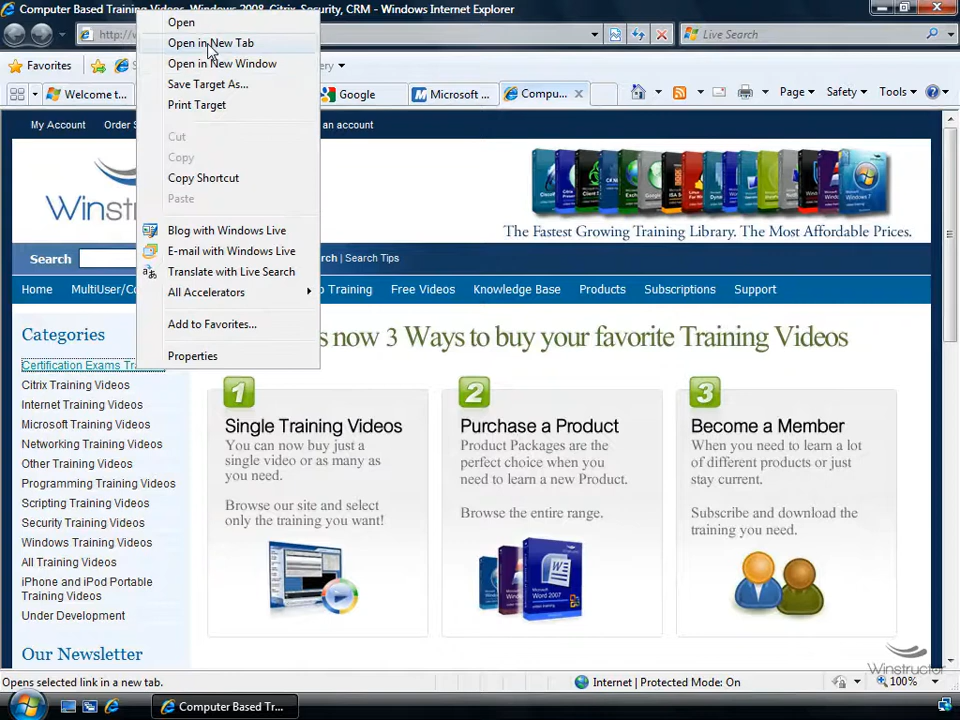 Computer Based Training Videos, Windows 2008, Citrix, Security, CRM - Windows Internet Explorer
Open
Open in New Tab
Open in New Window
Save Target As...
Print Target
Cut
Copy
Copy Shortcut
Paste
Blog with Windows Live
E-mail with Windows Live
Translate with Live Search
All Accelerators
Add to Favorites...
Properties
Live Search
Favorites
Welcome t...
Google
Microsoft ...
Compu...
Page
Safety
Tools
My Account
Order
an account
Winstr
The Fastest Growing Training Library. The Most Affordable Prices.
Search
| Search Tips
Home
MultiUser/Co
Training
Free Videos
Knowledge Base
Products
Subscriptions
Support
Categories
Certification Exams
Citrix Training Videos
Internet Training Videos
Microsoft Training Videos
Networking Training Videos
Other Training Videos
Programming Training Videos
Scripting Training Videos
Security Training Videos
Windows Training Videos
All Training Videos
iPhone and iPod Portable
Training Videos
Under Development
Our Newsletter
now 3 Ways to buy your favorite Training Videos
1
Single Training Videos
You can now buy just a
single video or as many as
you need.
Browse our site and select
only the training you want!
2
Purchase a Product
Product Packages are the
perfect choice when you
need to learn a new Product.
Browse the entire range.
3
Become a Member
When you need to learn a lot
of different products or just
stay current.
Subscribe and download the
training you need.
Winstructor
Opens selected link in a new tab.
Internet | Protected Mode: On
100%
Computer Based Tr...